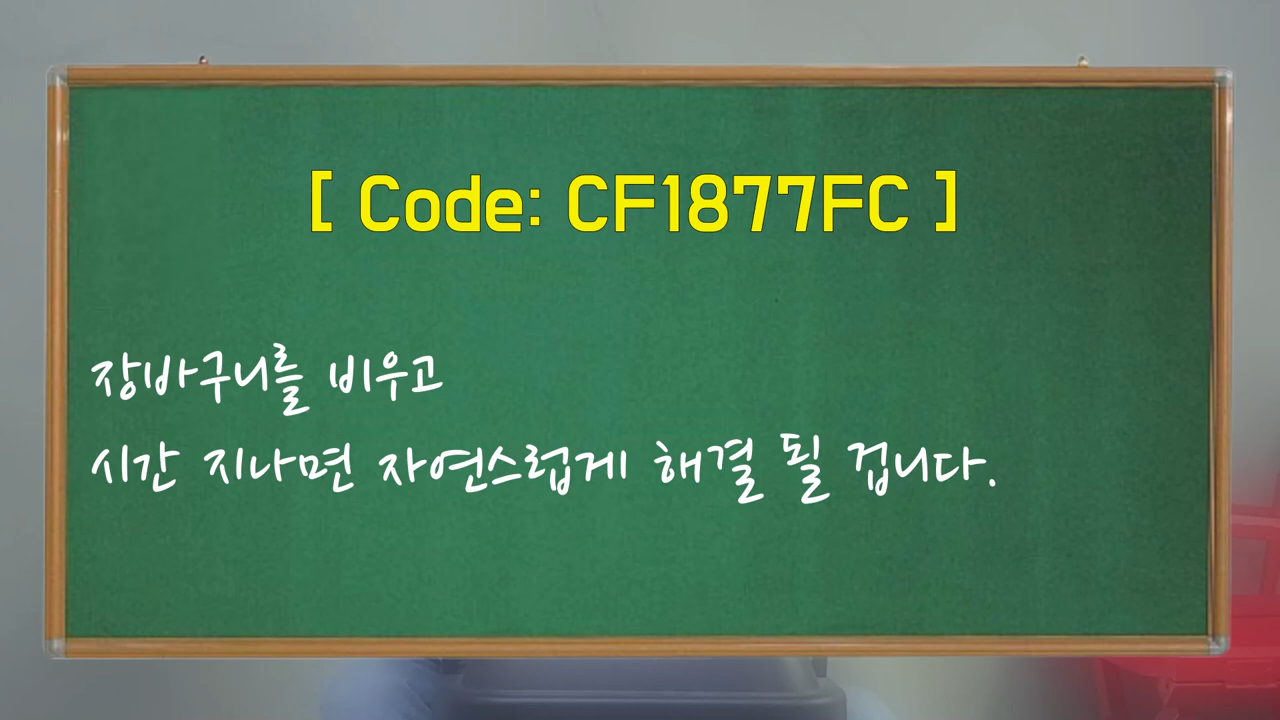 [ Code: CF1877FC ]
장바구니를 비우고
시간 지나면 자연스럽게 해결 될 겁니다.